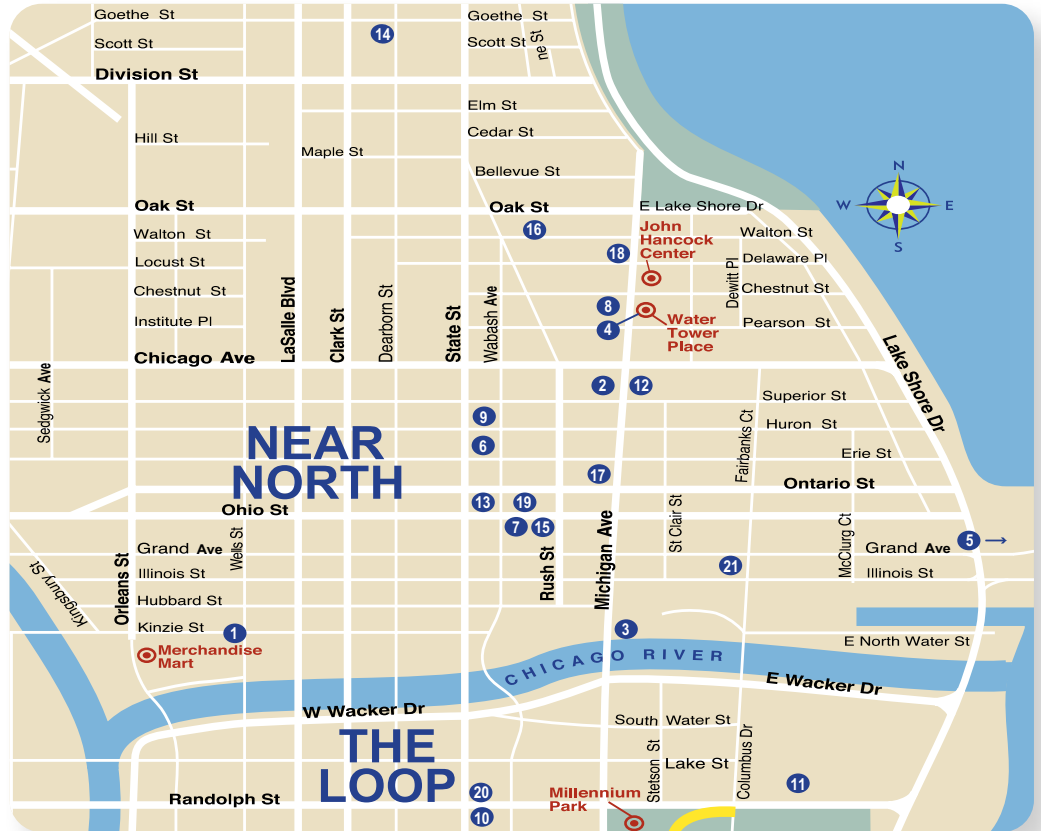 Goethe St
Goethe St
Scott St
14
Scott St
ne St
Division St
Elm St
Cedar St
Hill St
Maple St
Bellevue St
N
W
E
S
Oak St
Oak St
E Lake Shore Dr
Walton St
16
John
Hancock
Center
Walton St
18
Locust St
Delaware Pl
Dewitt Pl
Chestnut St
Chestnut St
8
Institute Pl
4
Water
Tower
Place
Pearson St
LaSalle Blvd
Clark St
Dearborn St
State St
Wabash Ave
Chicago Ave
Lake Shore Dr
Sedgwick Ave
2
12
Superior St
9
Huron St
Fairbanks Ct
NEAR
NORTH
6
Erie St
17
Ontario St
13
19
Ohio St
7
15
Wells St
St Clair St
McClurg Ct
5
Grand Ave
Grand Ave
Illinois St
21
Illinois St
Orleans St
Rush St
Michigan Ave
Kingsbury St
Hubbard St
Kinzie St
1
3
E North Water St
Merchandise
Mart
CHICAGO RIVER
E Wacker Dr
W Wacker Dr
South Water St
THE
LOOP
Stetson St
Lake St
Columbus Dr
11
Randolph St
20
Millennium
Park
10